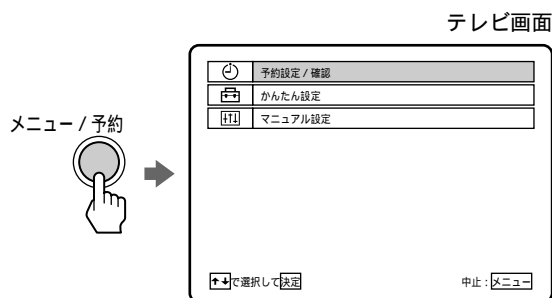 テレビ画面
予約設定 / 確認
かんたん設定
マニュアル設定
メニュー / 予約
↑↓で選択して決定
中止 : メニュー